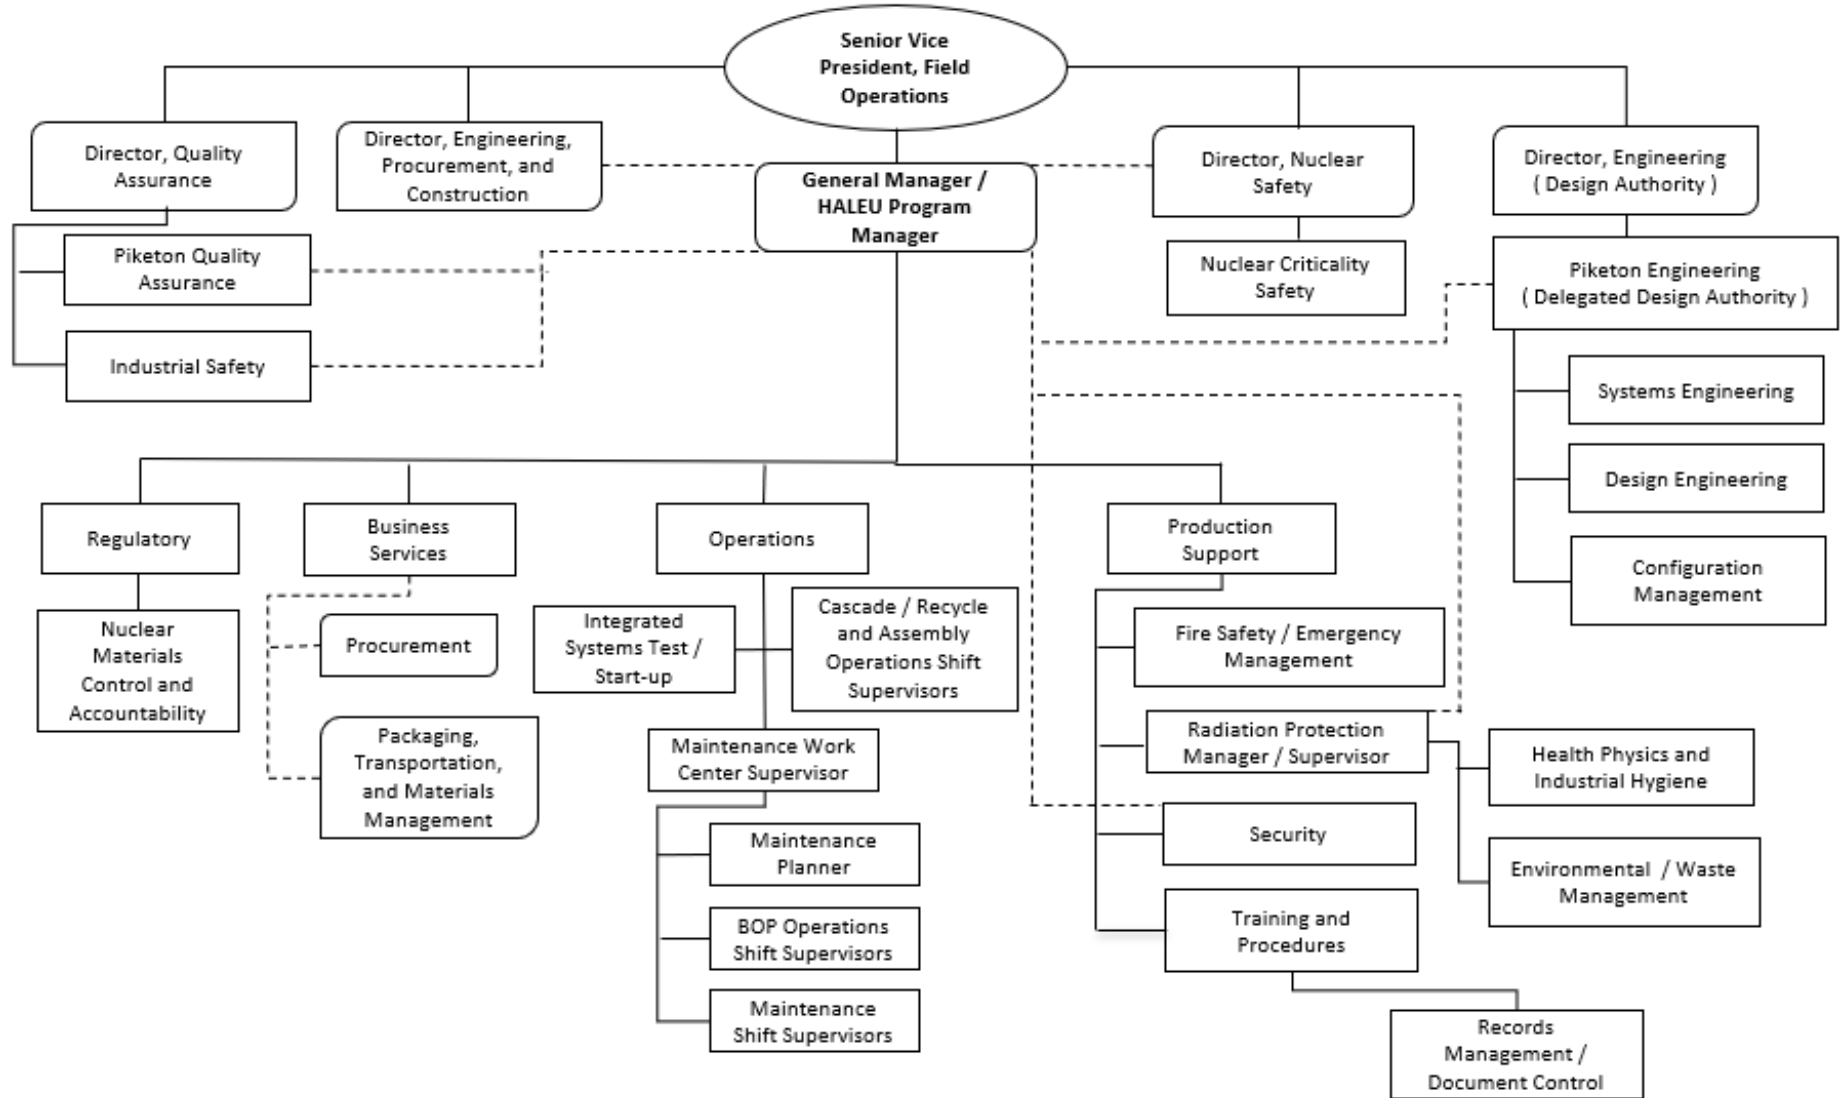 Senior Vice
President, Field
Operations
Director, Quality
Assurance
Director, Engineering,
Procurement, and
Construction
General Manager /
HALEU Program
Manager
Director, Nuclear
Safety
Director, Engineering
( Design Authority )
Piketon Quality
Assurance
Industrial Safety
Nuclear Criticality
Safety
Piketon Engineering
( Delegated Design Authority )
Systems Engineering
Design Engineering
Configuration
Management
Regulatory
Business
Services
Operations
Production
Support
Nuclear
Materials
Control and
Accountability
Procurement
Packaging,
Transportation,
and Materials
Management
Integrated
Systems Test /
Start-up
Cascade / Recycle
and Assembly
Operations Shift
Supervisors
Maintenance Work
Center Supervisor
Maintenance
Planner
BOP Operations
Shift Supervisors
Maintenance
Shift Supervisors
Fire Safety / Emergency
Management
Radiation Protection
Manager / Supervisor
Health Physics and
Industrial Hygiene
Security
Environmental / Waste
Management
Training and
Procedures
Records
Management /
Document Control